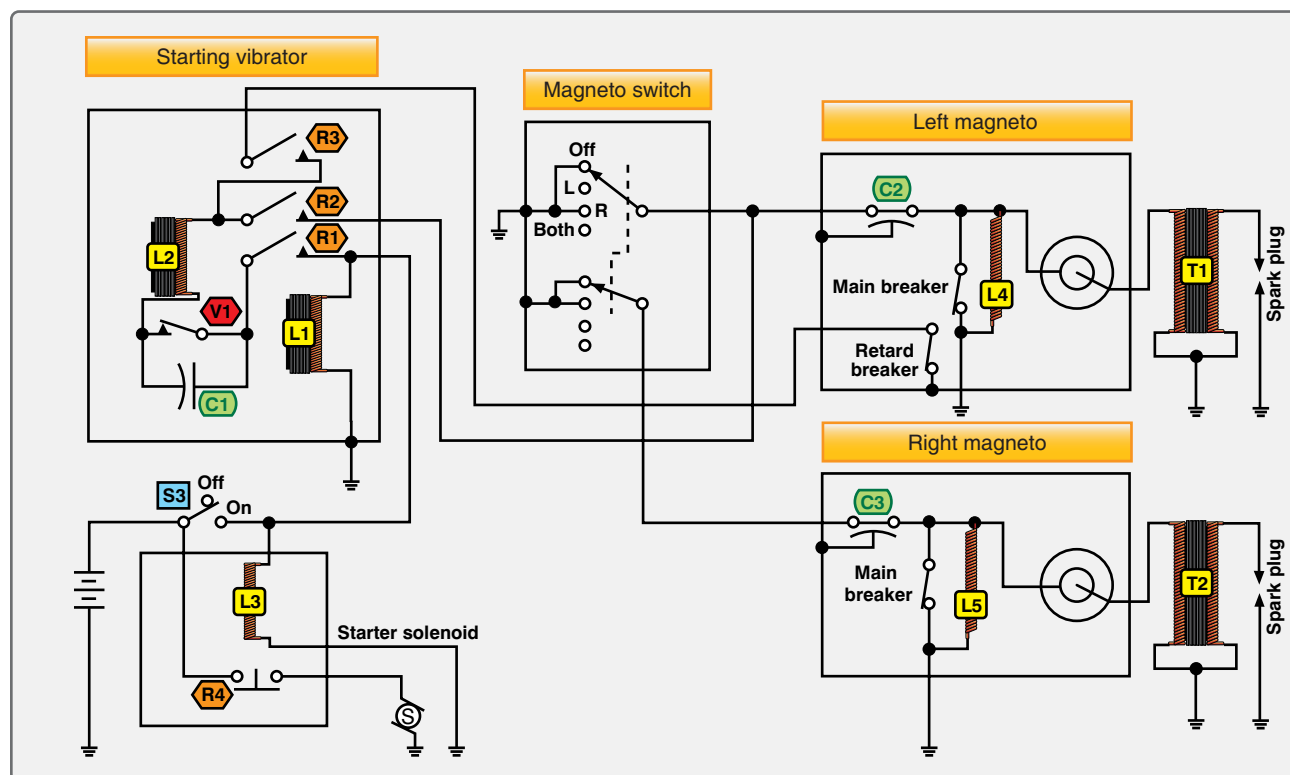 Starting vibrator
R3
R2
R1
L2
V1
L1
C1
Magneto switch
Off
L
R
Both
Left magneto
C2
Main breaker
L4
Retard
breaker
T1
Spark plug
S3
Off
On
L3
Starter solenoid
R4
S
Right magneto
C3
Main
breaker
L5
T2
Spark plug